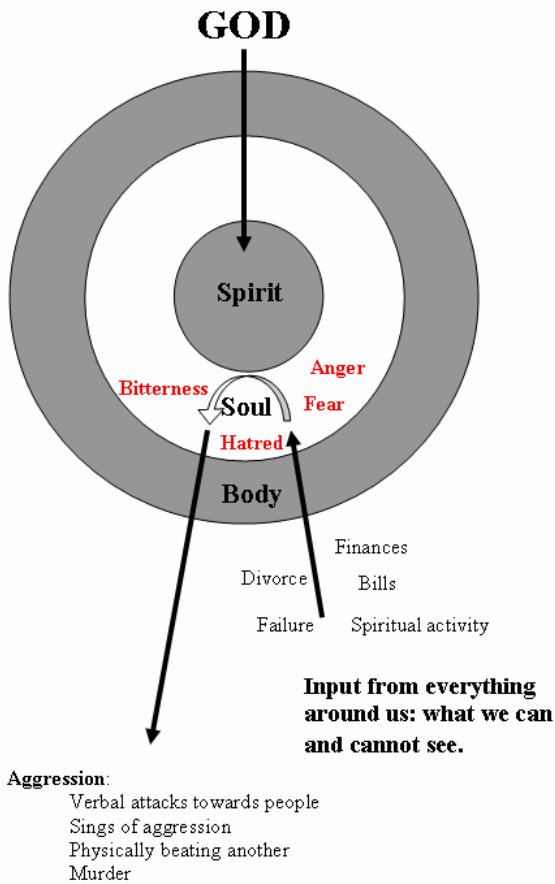 GOD
Spirit
Anger
Bitterness
Soul
Fear
Hatred
Body
Finances
Divorce
Bills
Failure
Spiritual activity
Input from everything
around us: what we can
and cannot see.
Aggression:
Verbal attacks towards people
Sings of aggression
Physically beating another
Murder